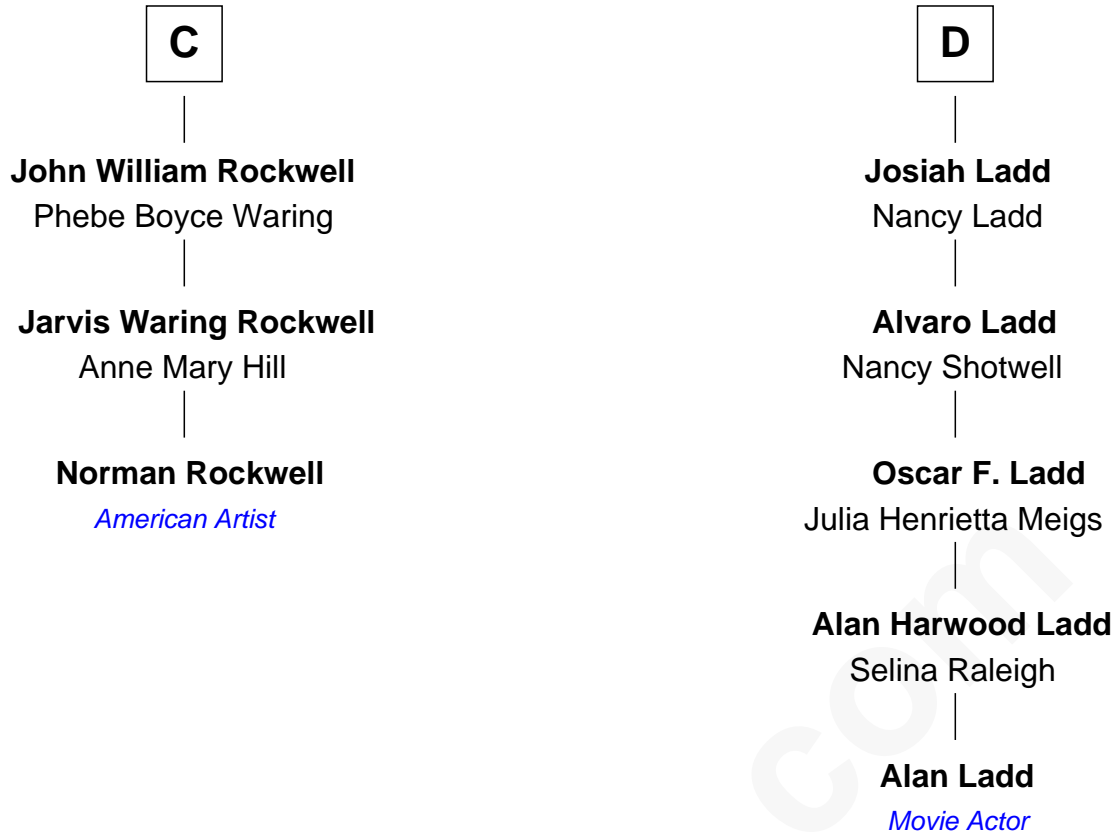 C
John William Rockwell
Phebe Boyce Waring
Jarvis Waring Rockwell
Anne Mary Hill
Norman Rockwell
American Artist
D
Josiah Ladd
Nancy Ladd
Alvaro Ladd
Nancy Shotwell
Oscar F. Ladd
Julia Henrietta Meigs
Alan Harwood Ladd
Selina Raleigh
Alan Ladd
Movie Actor
com